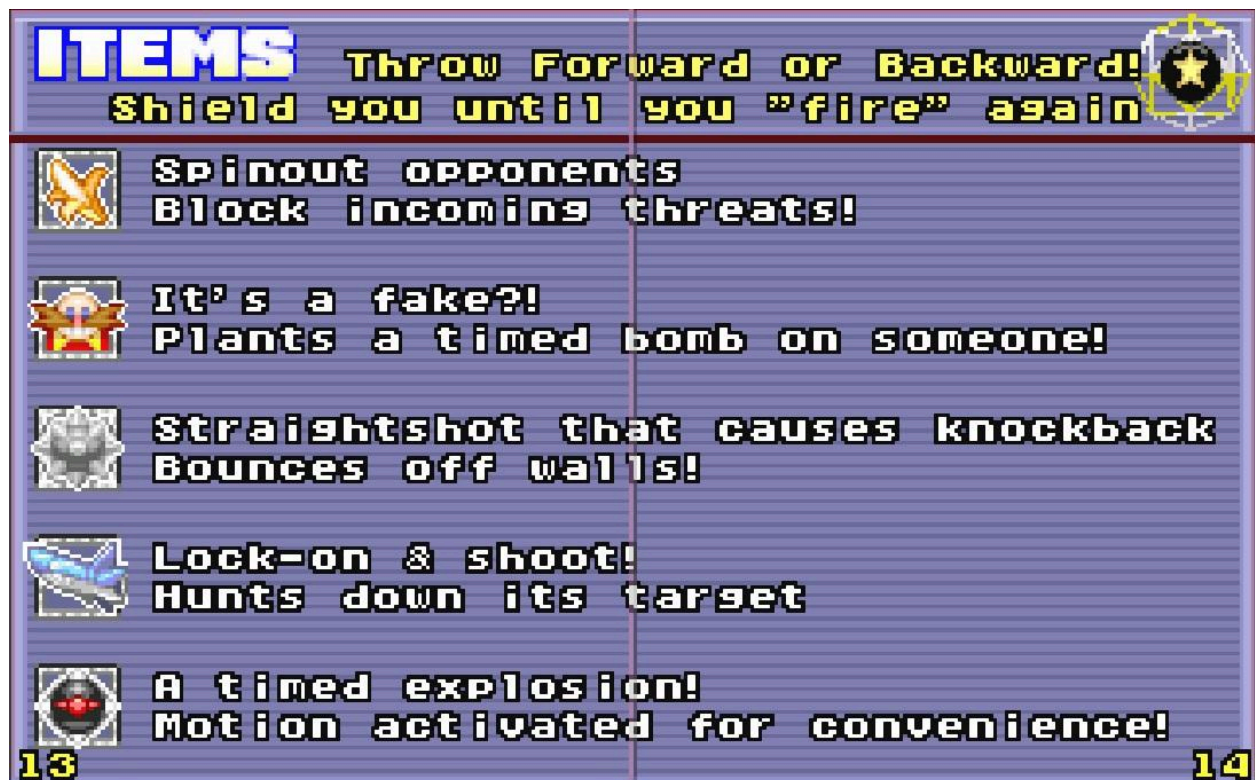 ITEMS Throw Forward or Backward!
Shield you until you "fire" again
Spinout opponents
Block incoming threats!
It's a fake?!
Plants a timed bomb on someone!
Straightshot that causes knockback
Bounces off walls!
Lock-on & shoot!
Hunts down its target
A timed explosion!
Motion activated for convenience!
13 14